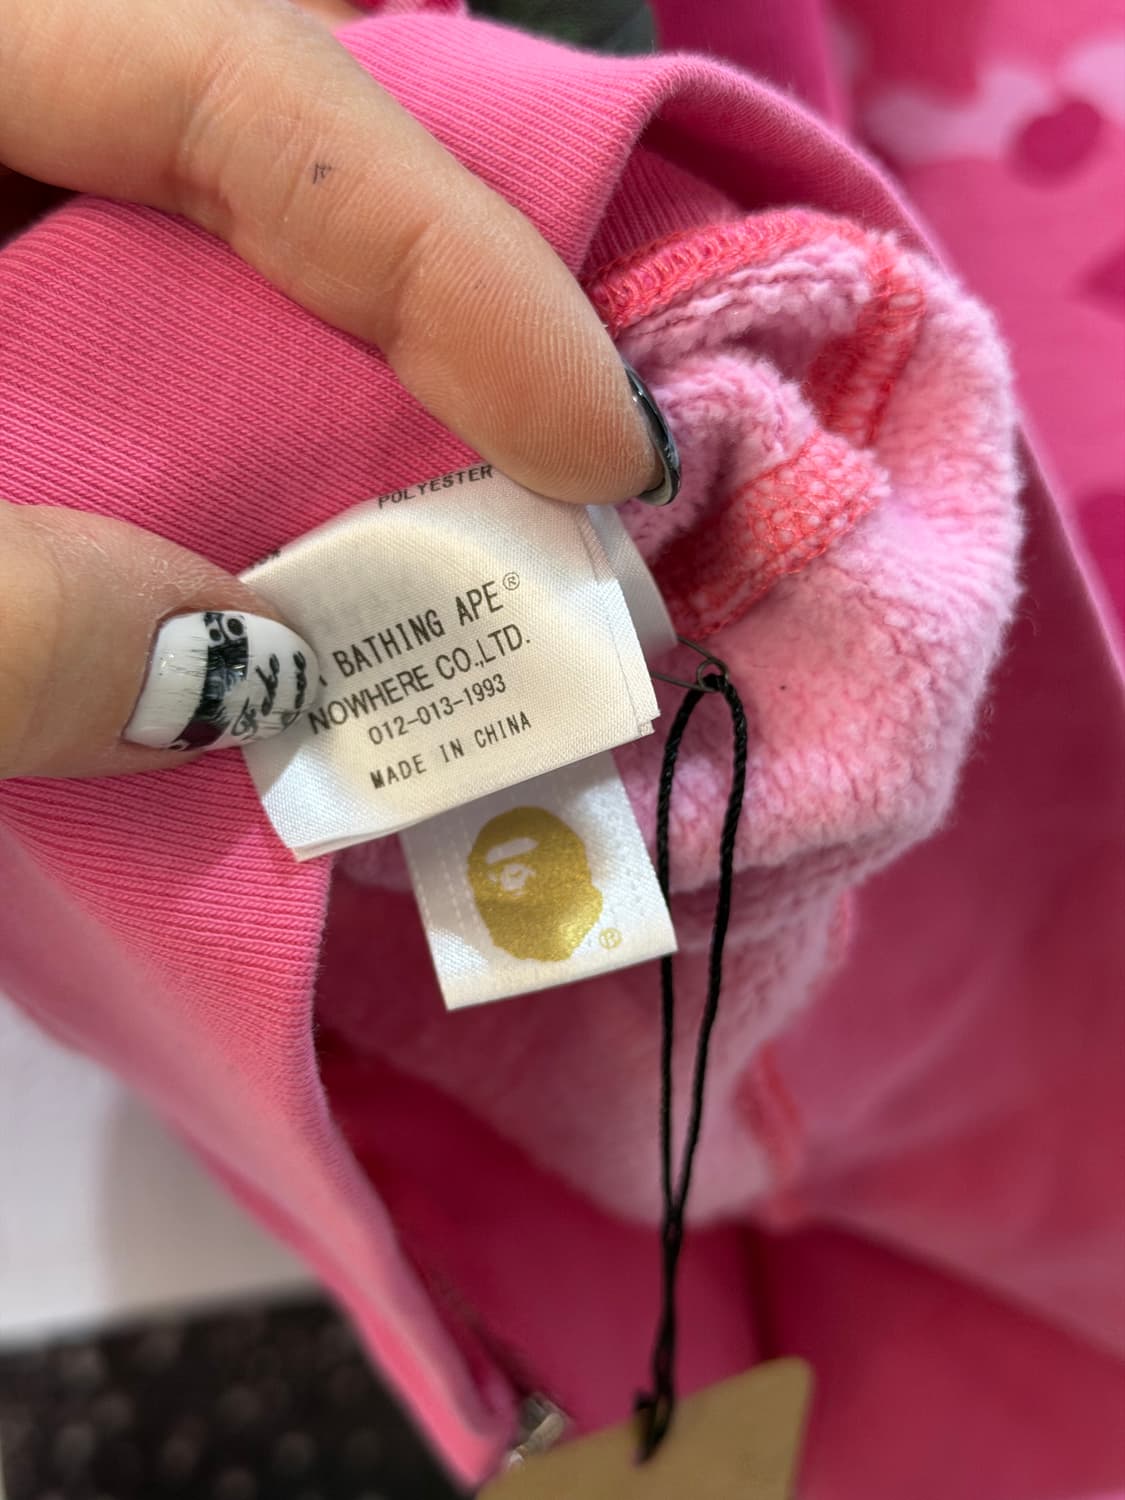 POLYESTER
BATHING APE®
NOWHERE CO.,LTD.
012-013-1993
MADE IN CHINA
®